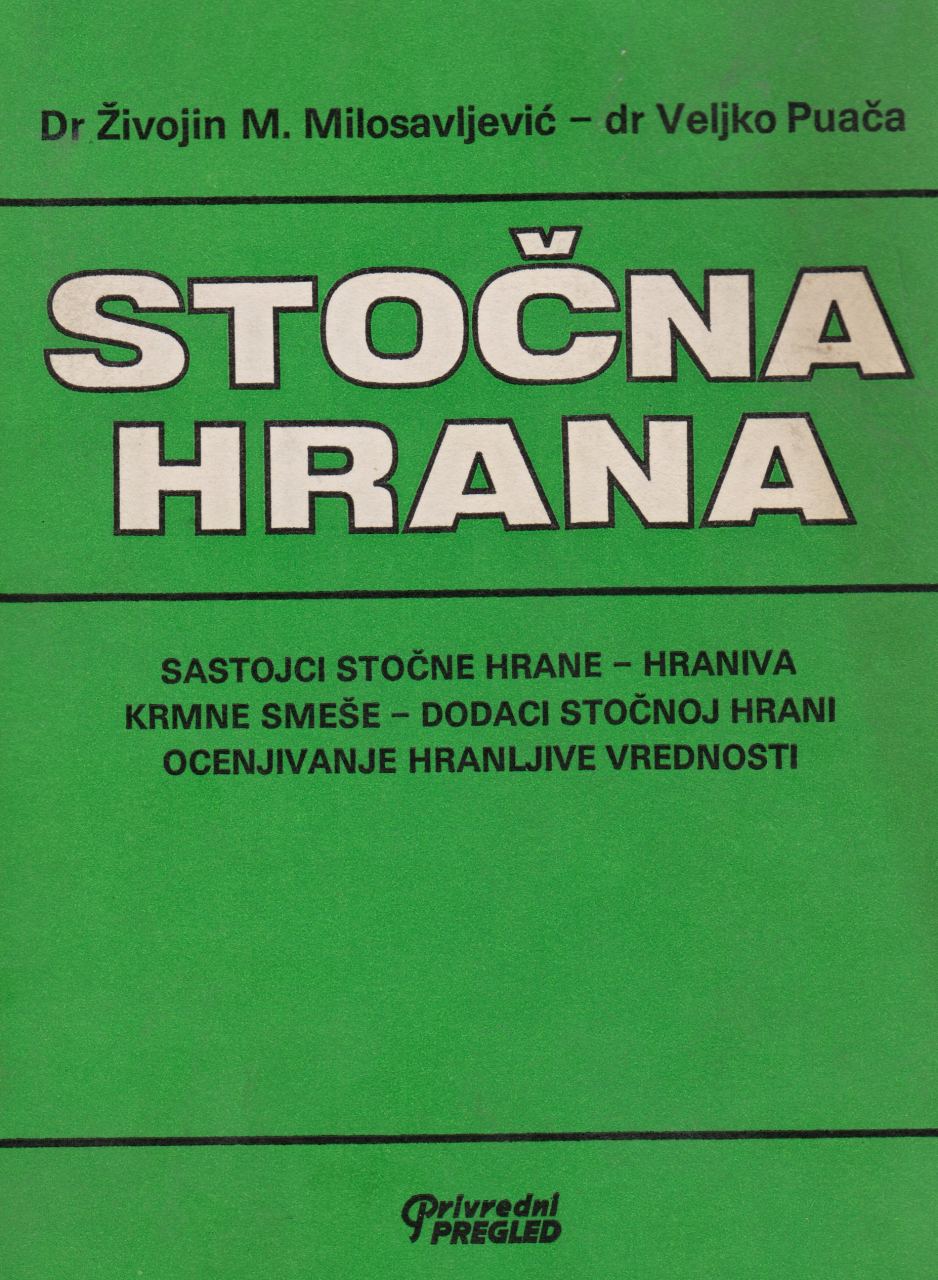 Dr Živojin M. Milosavljević – dr Veljko Puača
STOČNA
HRANA
SASTOJCI STOČNE HRANE – HRANIVA
KRMNE SMEŠE – DODACI STOČNOJ HRANI
OCENJIVANJE HRANLJIVE VREDNOSTI
Privredni
PREGLED